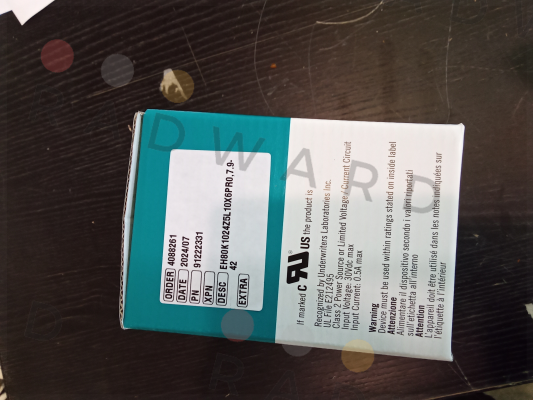 ORDER 4088261
DATE 2024/07
PN 91222331
XPN
DESC EH80K1024Z5L10X6PR0,7.9-
42
EXTRA
If marked C RU US the product is
Recognized by Underwriters Laboratories Inc.
UL File E212495
Class 2 Power Source or Limited Voltage / Current Circuit
Input Voltage: 30Vdc max
Input Current: 0.5A max
Warning
Device must be used within ratings stated on inside label
Attenzione
Alimentare il dispositivo secondo i valori riportati
sull'etichetta all'interno
Attention
L'appareil doit être utilisé dans les notes indiquées sur
l'étiquette à l'intérieur
DWARD